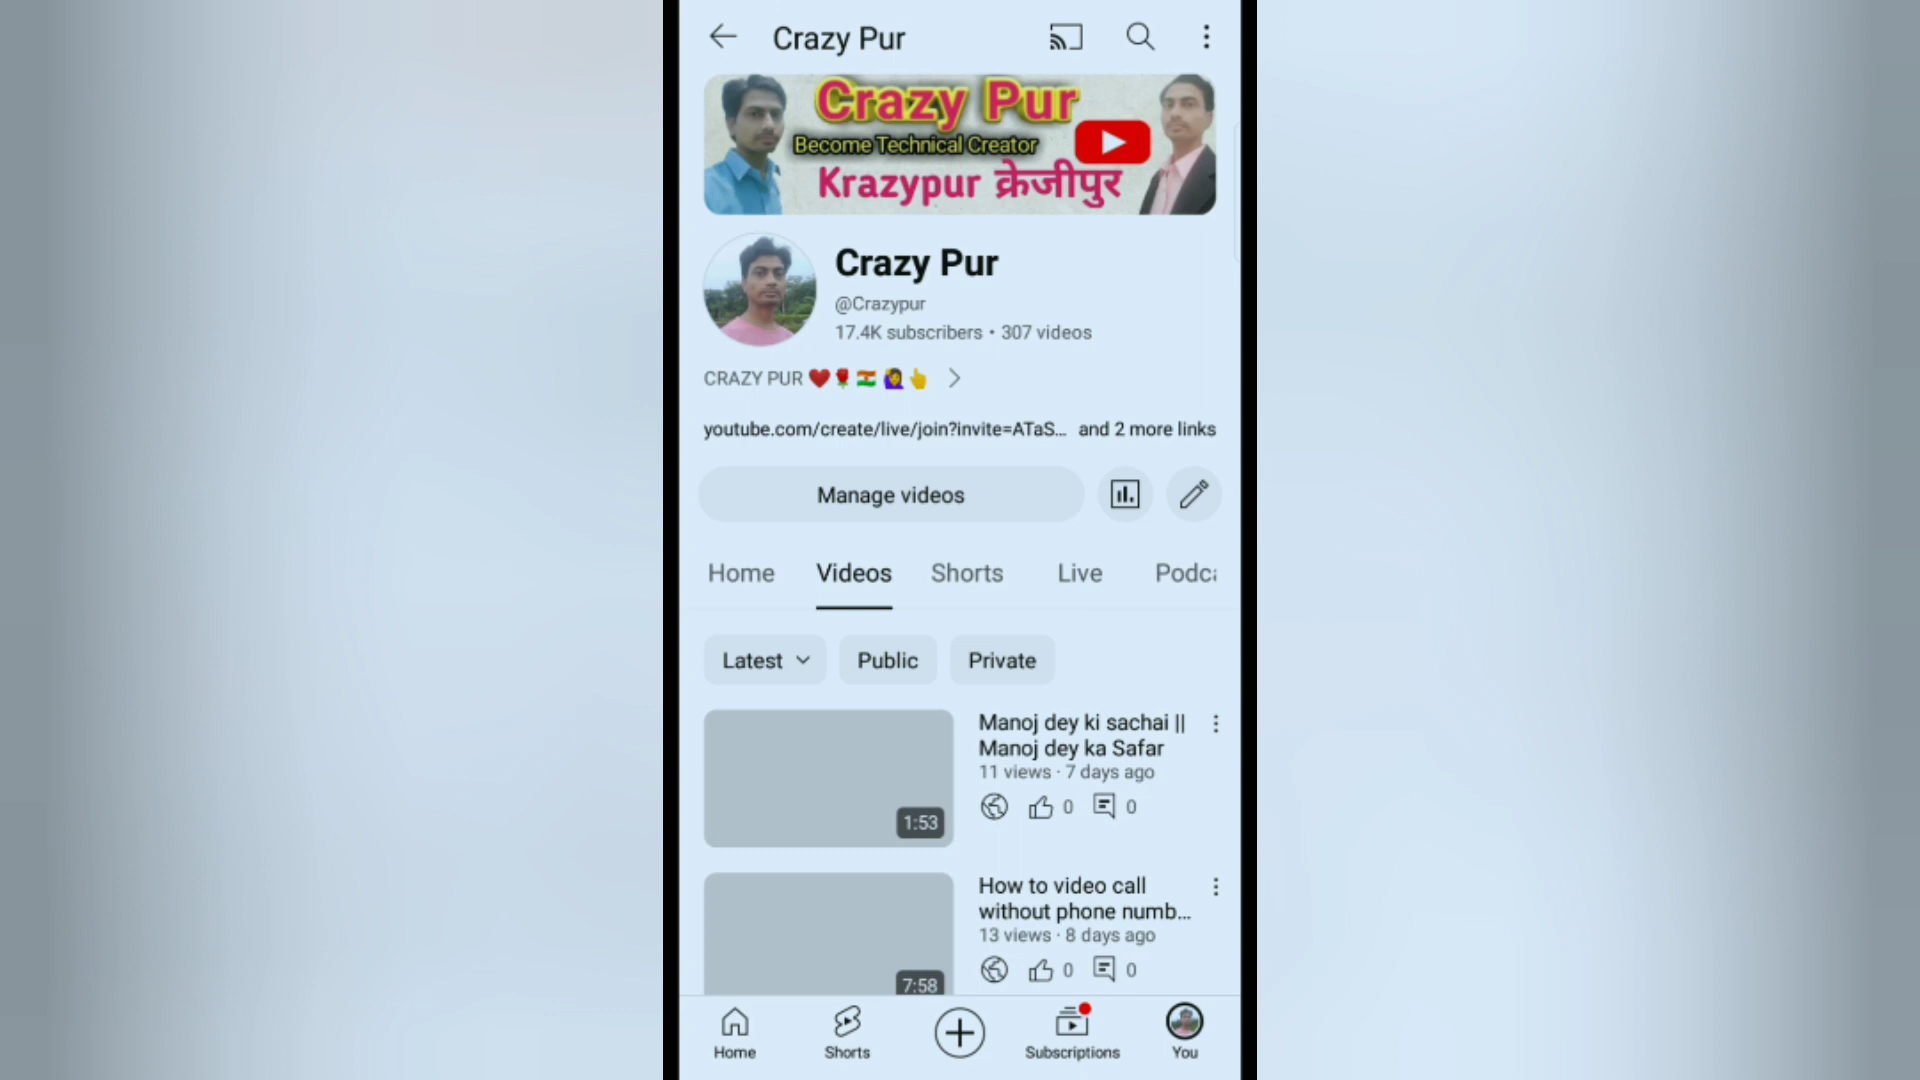 Crazy Pur
Crazy Pur
Become Technical Creator
Krazypur क्रेजीपुर
Crazy Pur
@Crazypur
17.4K subscribers • 307 videos
CRAZY PUR ❤️🌹🇮🇳 🙋‍♀️👆
youtube.com/create/live/join?invite=ATaS... and 2 more links
Manage videos
Home Videos Shorts Live Podca
Latest Public Private
Manoj dey ki sachai ||
Manoj dey ka Safar
11 views · 7 days ago
0 0
1:53
How to video call
without phone numb...
13 views · 8 days ago
0 0
7:58
Home Shorts Subscriptions You